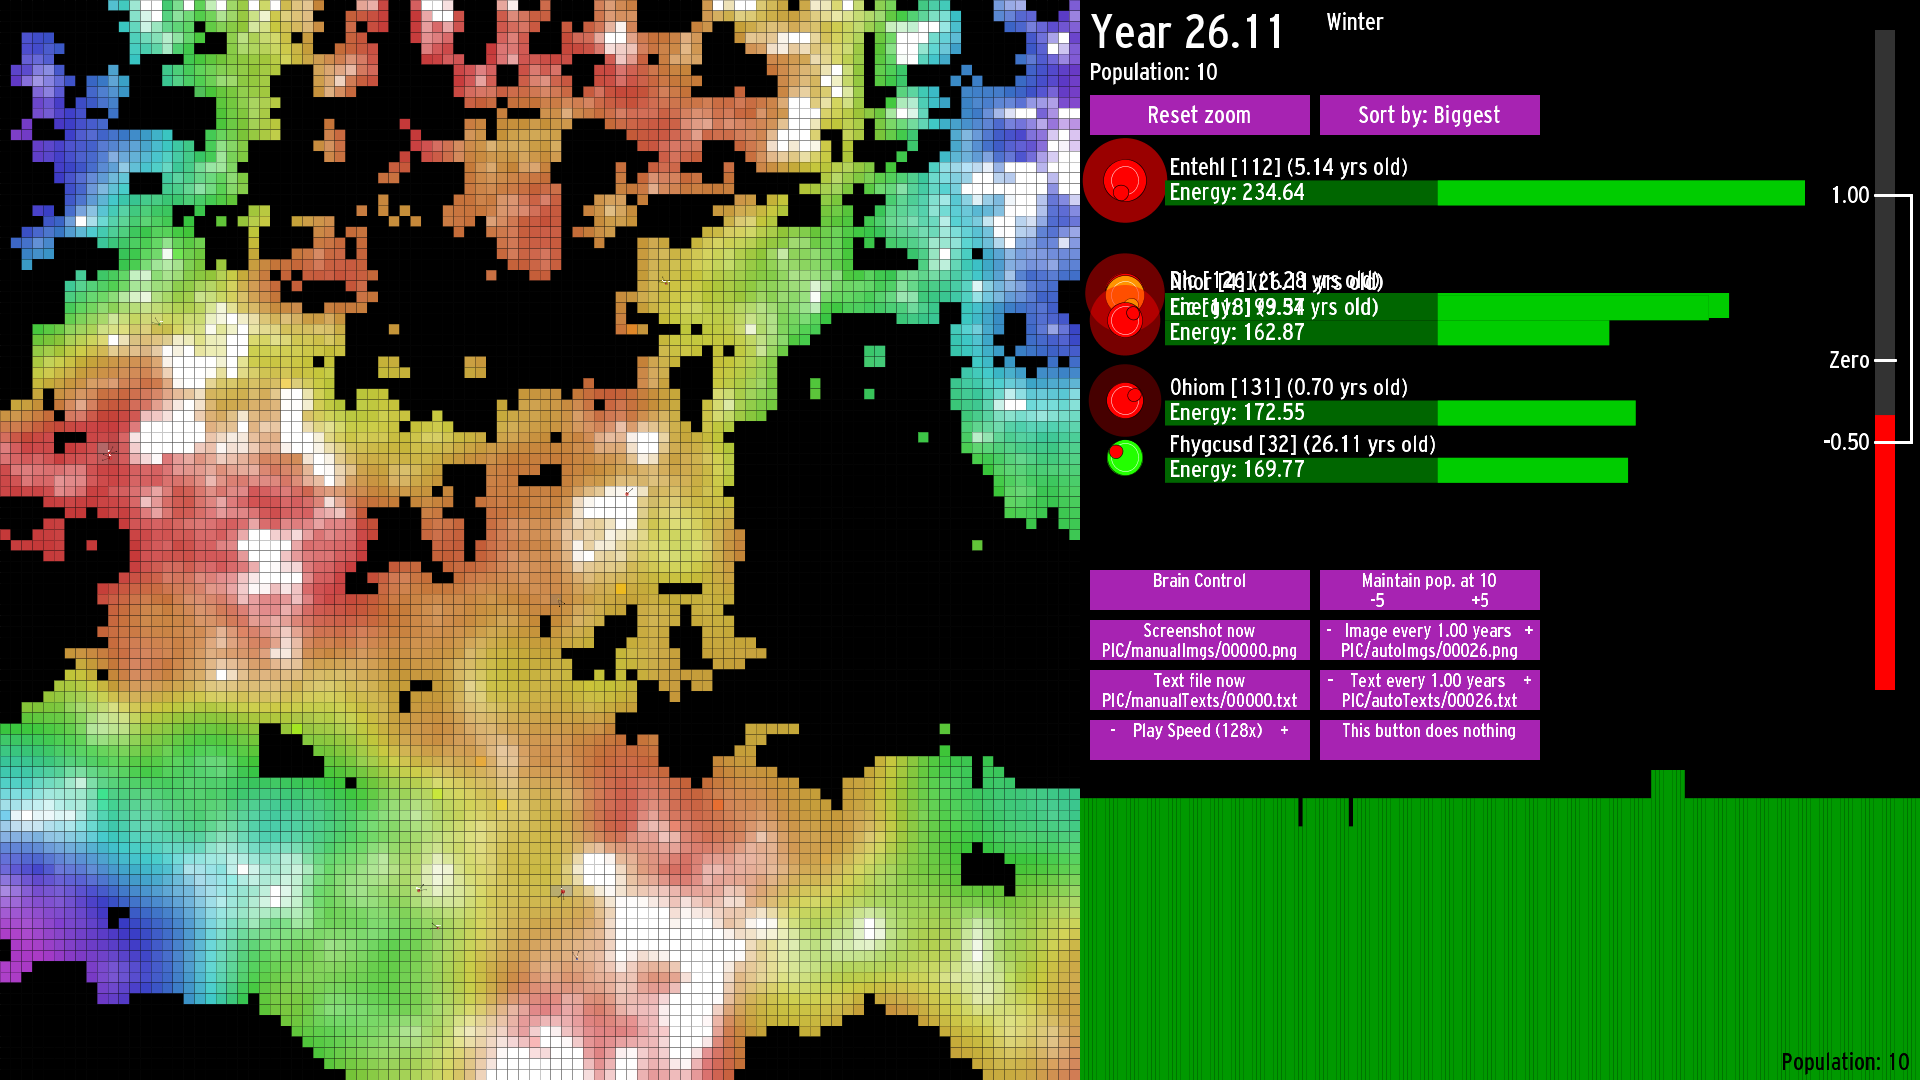 Year 26.11
Winter
Population: 10
Reset zoom
Sort by: Biggest
Entehl [112] (5.14 yrs old)
Energy: 234.64
1.00
Energy: 162.87
Zero
Ohiom [131] (0.70 yrs old)
Energy: 172.55
-0.50
Fhygcusd [32] (26.11 yrs old)
Energy: 169.77
Brain Control
Maintain pop. at 10
-5 +5
Screenshot now
PIC/manualImgs/00000.png
- Image every 1.00 years +
PIC/autoImgs/00026.png
Text file now
PIC/manualTexts/00000.txt
- Text every 1.00 years +
PIC/autoTexts/00026.txt
- Play Speed (128x) +
This button does nothing
Population: 10